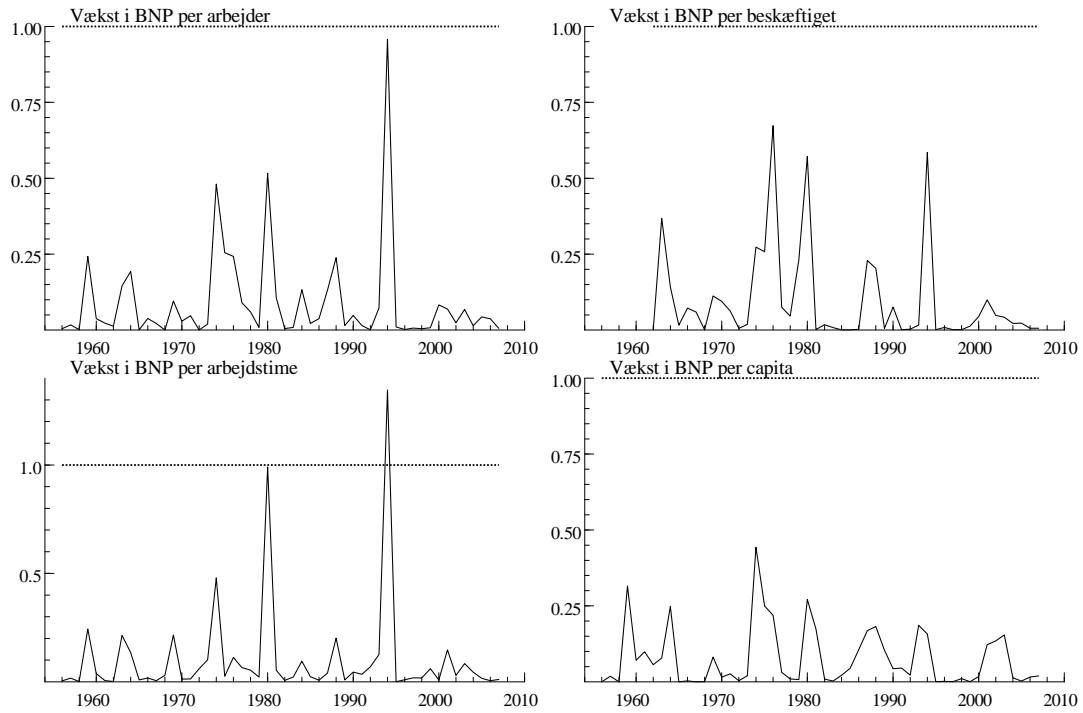 Vækst i BNP per arbejder
1.00
0.75
0.50
0.25
1960 1970 1980 1990 2000 2010
Vækst i BNP per beskæftiget
1.00
0.75
0.50
0.25
1960 1970 1980 1990 2000 2010
Vækst i BNP per arbejdstime
1.0
0.5
1960 1970 1980 1990 2000 2010
Vækst i BNP per capita
1.00
0.75
0.50
0.25
1960 1970 1980 1990 2000 2010